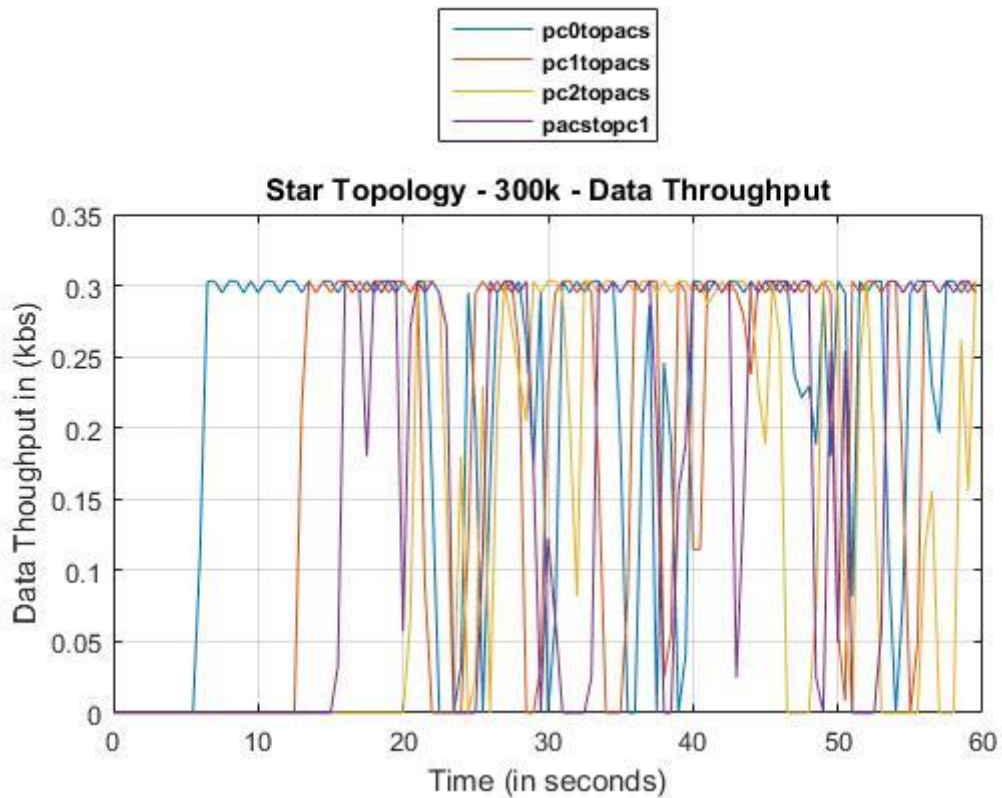 pc0topacs
pc1topacs
pc2topacs
pacstopc1
Star Topology - 300k - Data Throughput
Data Thoughput in (kbs)
0.35
0.3
0.25
0.2
0.15
0.1
0.05
0
0 10 20 30 40 50 60
Time (in seconds)